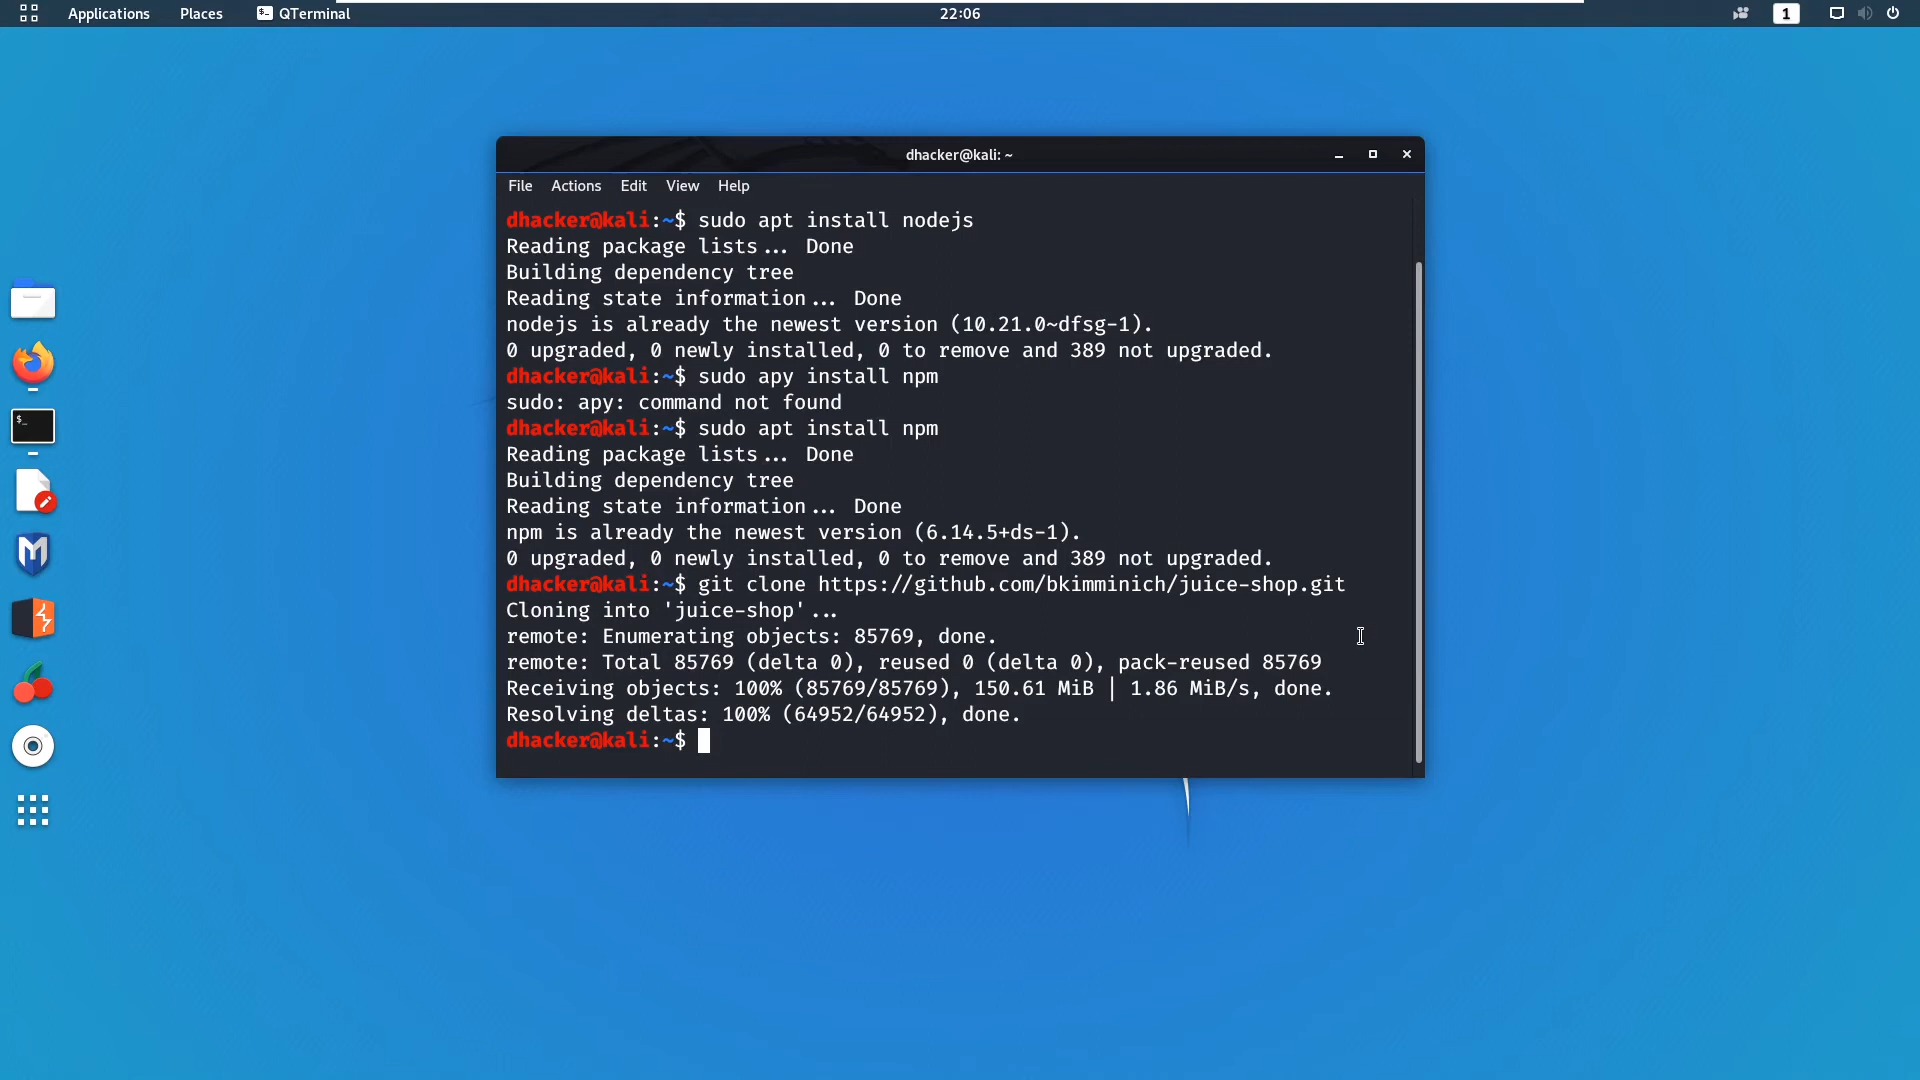 Applications Places QTerminal 22:06 1
dhacker@kali: ~
File Actions Edit View Help
dhacker@kali:~$ sudo apt install nodejs
Reading package lists... Done
Building dependency tree
Reading state information... Done
nodejs is already the newest version (10.21.0~dfsg-1).
0 upgraded, 0 newly installed, 0 to remove and 389 not upgraded.
dhacker@kali:~$ sudo apy install npm
sudo: apy: command not found
dhacker@kali:~$ sudo apt install npm
Reading package lists... Done
Building dependency tree
Reading state information... Done
npm is already the newest version (6.14.5+ds-1).
0 upgraded, 0 newly installed, 0 to remove and 389 not upgraded.
dhacker@kali:~$ git clone https://github.com/bkimminich/juice-shop.git
Cloning into 'juice-shop'...
remote: Enumerating objects: 85769, done.
remote: Total 85769 (delta 0), reused 0 (delta 0), pack-reused 85769
Receiving objects: 100% (85769/85769), 150.61 MiB | 1.86 MiB/s, done.
Resolving deltas: 100% (64952/64952), done.
dhacker@kali:~$